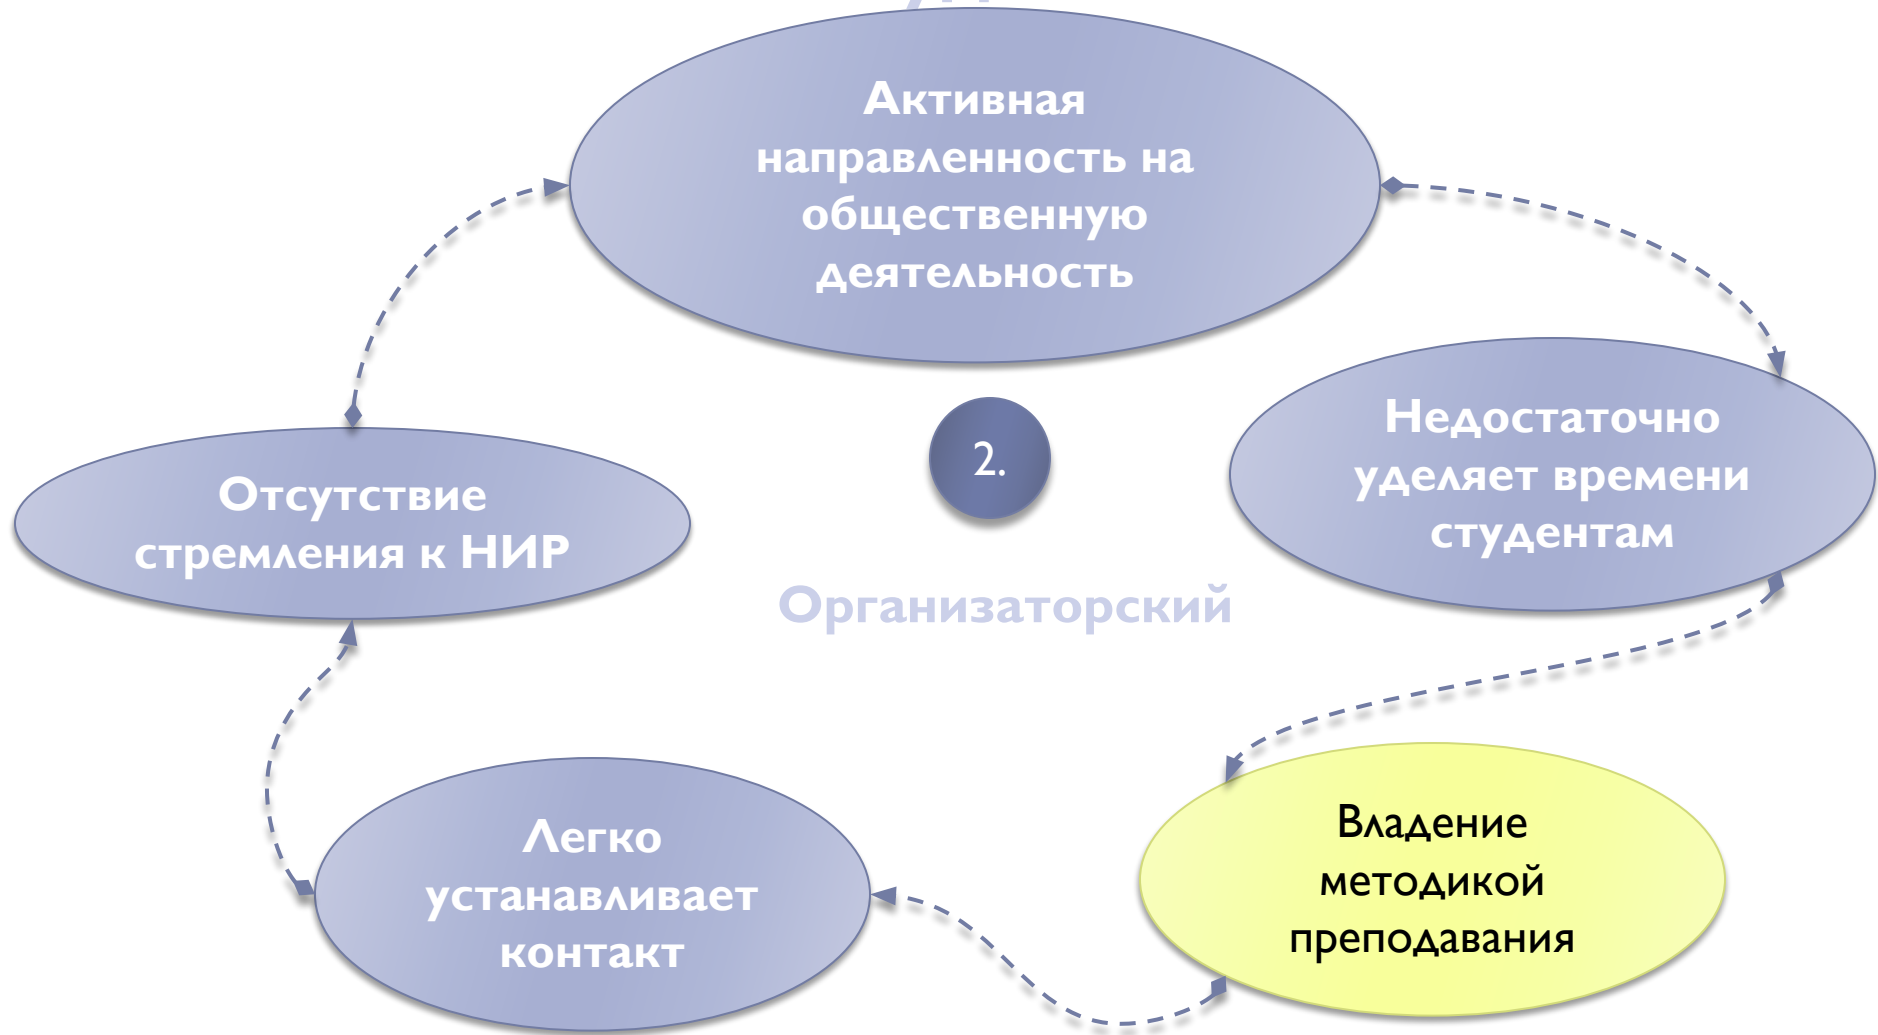 Активная
направленность на
общественную
деятельность
Недостаточно
уделяет времени
студентам
2.
Отсутствие
стремления к НИР
Организаторский
Владение
методикой
преподавания
Легко
устанавливает
контакт